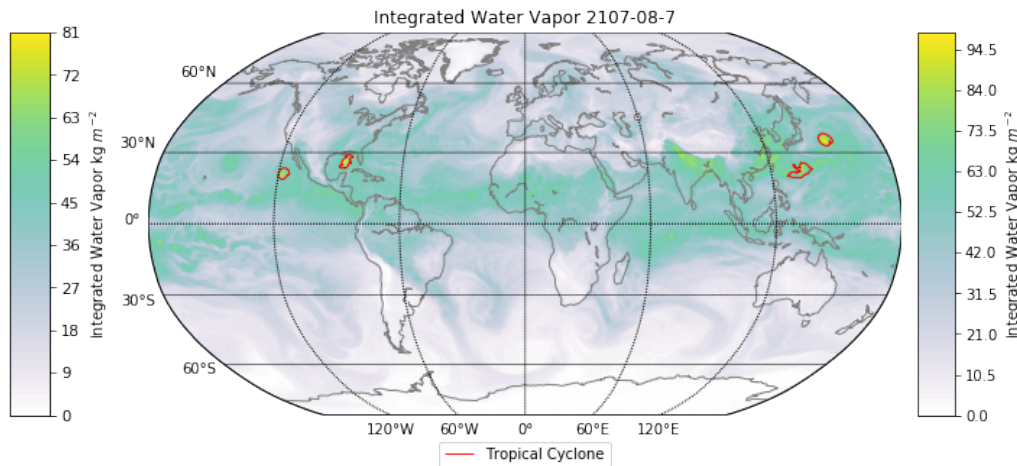 Integrated Water Vapor 2107-08-7
81
72
63
54
45
36
27
18
9
0
Integrated Water Vapor kg m⁻²
60°N
30°N
0°
30°S
60°S
120°W 60°W 0° 60°E 120°E
Tropical Cyclone
94.5
84.0
73.5
63.0
52.5
42.0
31.5
21.0
10.5
0.0
Integrated Water Vapor kg m⁻²